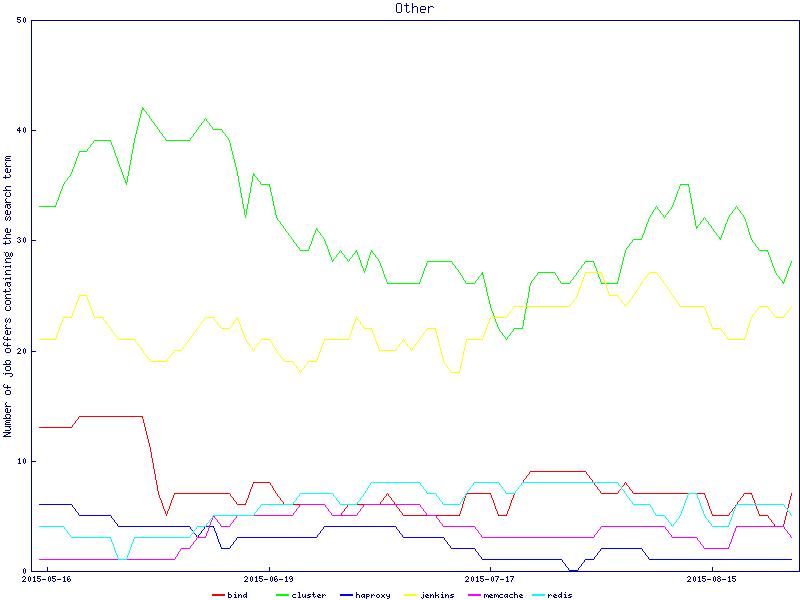 Other
Number of job offers containing the search term
50
40
30
20
10
0
2015-05-16 2015-06-19 2015-07-17 2015-08-15
bind cluster haproxy jenkins memcache redis